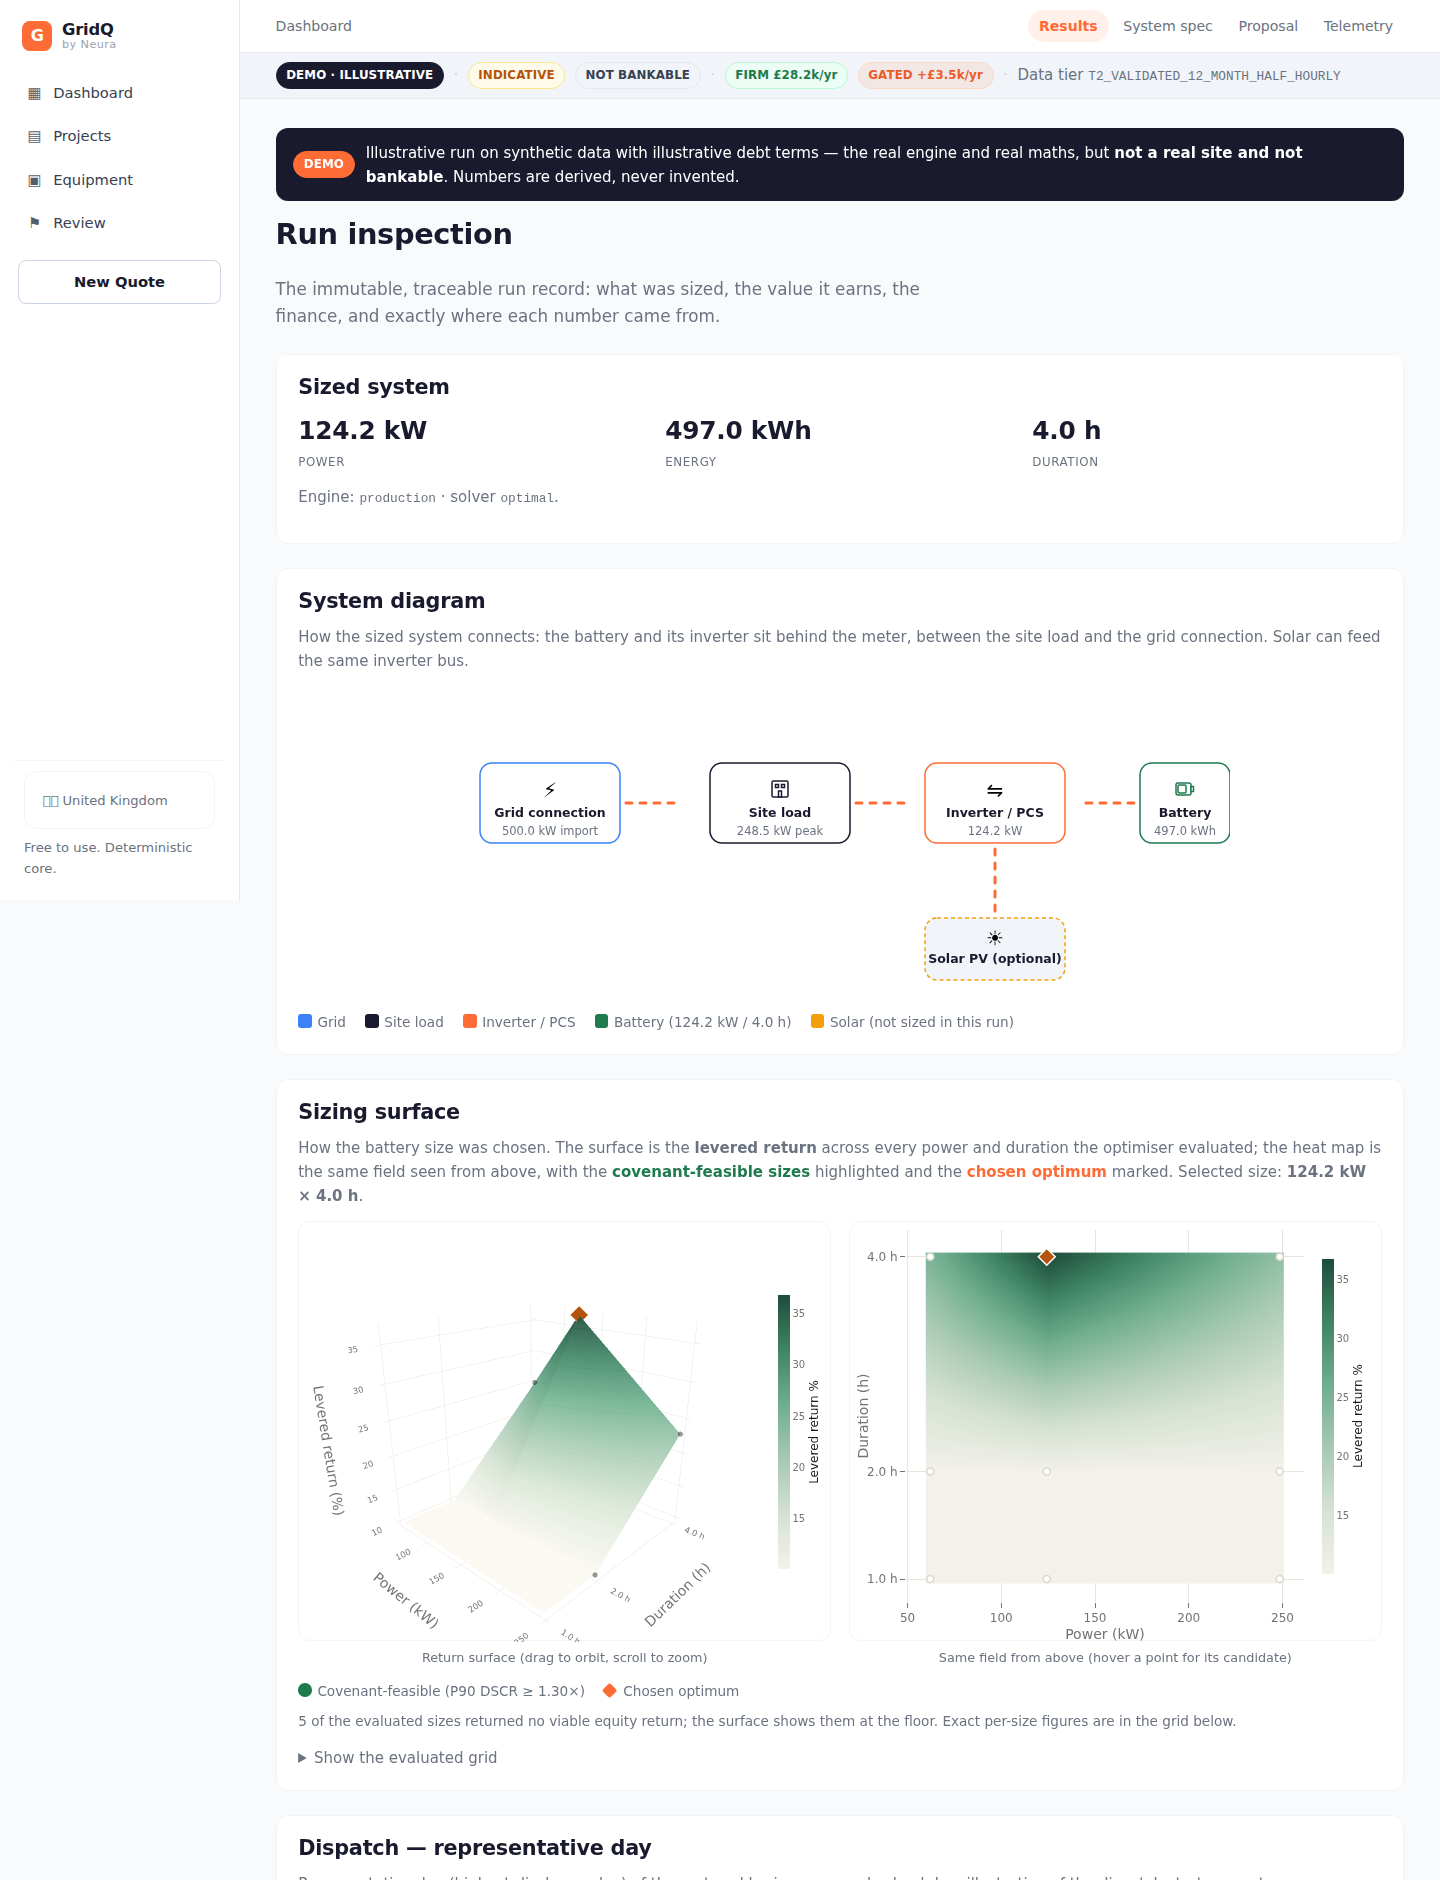 G
GridQ
by Neura
Dashboard
Projects
Equipment
Review
New Quote
United Kingdom
Free to use. Deterministic
core.
Dashboard
Results
System spec
Proposal
Telemetry
DEMO · ILLUSTRATIVE · INDICATIVE NOT BANKABLE · FIRM £28.2k/yr GATED +£3.5k/yr · Data tier T2_VALIDATED_12_MONTH_HALF_HOURLY
DEMO
Illustrative run on synthetic data with illustrative debt terms — the real engine and real maths, but not a real site and not
bankable. Numbers are derived, never invented.
Run inspection
The immutable, traceable run record: what was sized, the value it earns, the
finance, and exactly where each number came from.
Sized system
124.2 kW
POWER
497.0 kWh
ENERGY
4.0 h
DURATION
Engine: production · solver optimal.
System diagram
How the sized system connects: the battery and its inverter sit behind the meter, between the site load and the grid connection. Solar can feed
the same inverter bus.
Grid connection
500.0 kW import
Site load
248.5 kW peak
Inverter / PCS
124.2 kW
Battery
497.0 kWh
Solar PV (optional)
Grid
Site load
Inverter / PCS
Battery (124.2 kW / 4.0 h)
Solar (not sized in this run)
Sizing surface
How the battery size was chosen. The surface is the levered return across every power and duration the optimiser evaluated; the heat map is
the same field seen from above, with the covenant-feasible sizes highlighted and the chosen optimum marked. Selected size: 124.2 kW
× 4.0 h.
35
30
25
20
15
10
Levered return (%)
100
150
200
Power (kW)
1.0 h
2.0 h
4.0 h
Duration (h)
35
30
25
20
15
Levered return %
Return surface (drag to orbit, scroll to zoom)
4.0 h
2.0 h
1.0 h
Duration (h)
50
100
150
200
250
Power (kW)
35
30
25
20
15
Levered return %
Same field from above (hover a point for its candidate)
Covenant-feasible (P90 DSCR ≥ 1.30×)
Chosen optimum
5 of the evaluated sizes returned no viable equity return; the surface shows them at the floor. Exact per-size figures are in the grid below.
Show the evaluated grid
Dispatch — representative day